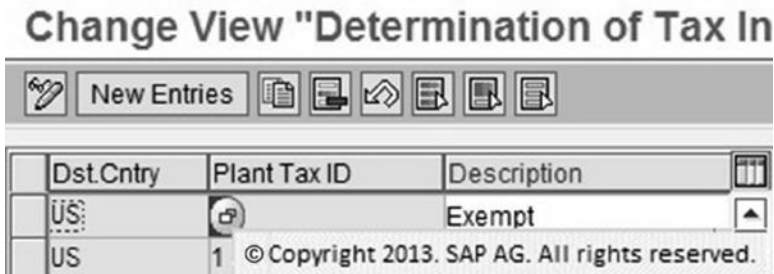 Change View "Determination of Tax In
New Entries
Dst.Cntry Plant Tax ID Description
US Exempt
US 1
© Copyright 2013. SAP AG. All rights reserved.